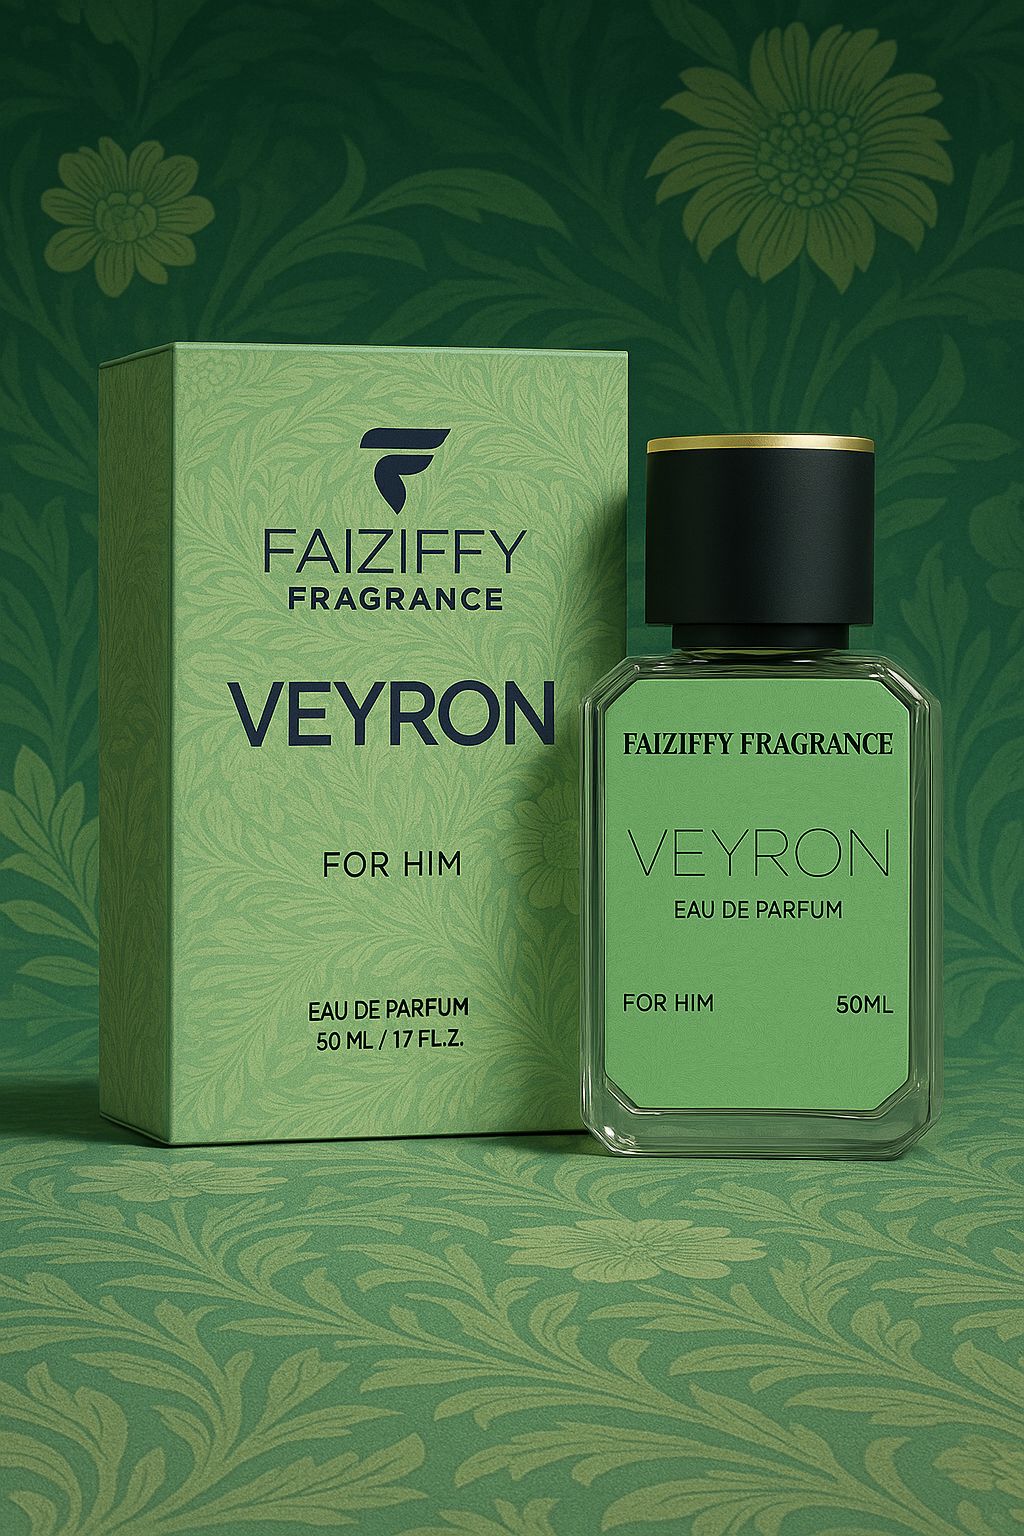 FAIZIFFY
FRAGRANCE
VEYRON
FOR HIM
EAU DE PARFUM
50 ML / 17 FL.Z.
FAIZIFFY FRAGRANCE
VEYRON
EAU DE PARFUM
FOR HIM 50ML